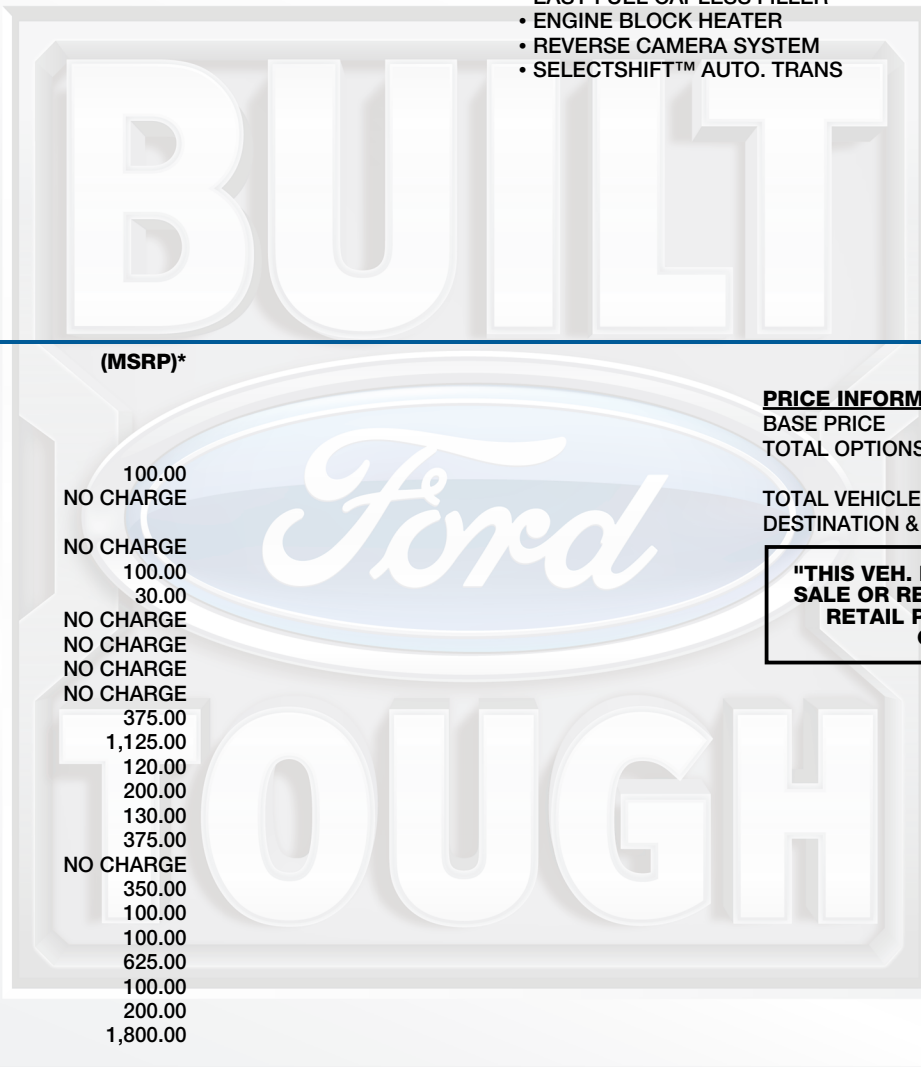 • ENGINE BLOCK HEATER
• REVERSE CAMERA SYSTEM
• SELECTSHIFT™ AUTO. TRANS
BUILT
(MSRP)*
100.00
NO CHARGE
NO CHARGE
100.00
30.00
NO CHARGE
NO CHARGE
NO CHARGE
NO CHARGE
375.00
1,125.00
120.00
200.00
130.00
375.00
NO CHARGE
350.00
100.00
100.00
625.00
100.00
200.00
1,800.00
PRICE INFORM
BASE PRICE
TOTAL OPTIONS
TOTAL VEHICLE
DESTINATION &
"THIS VEH.
SALE OR RE
RETAIL P
Ford
TOUGH